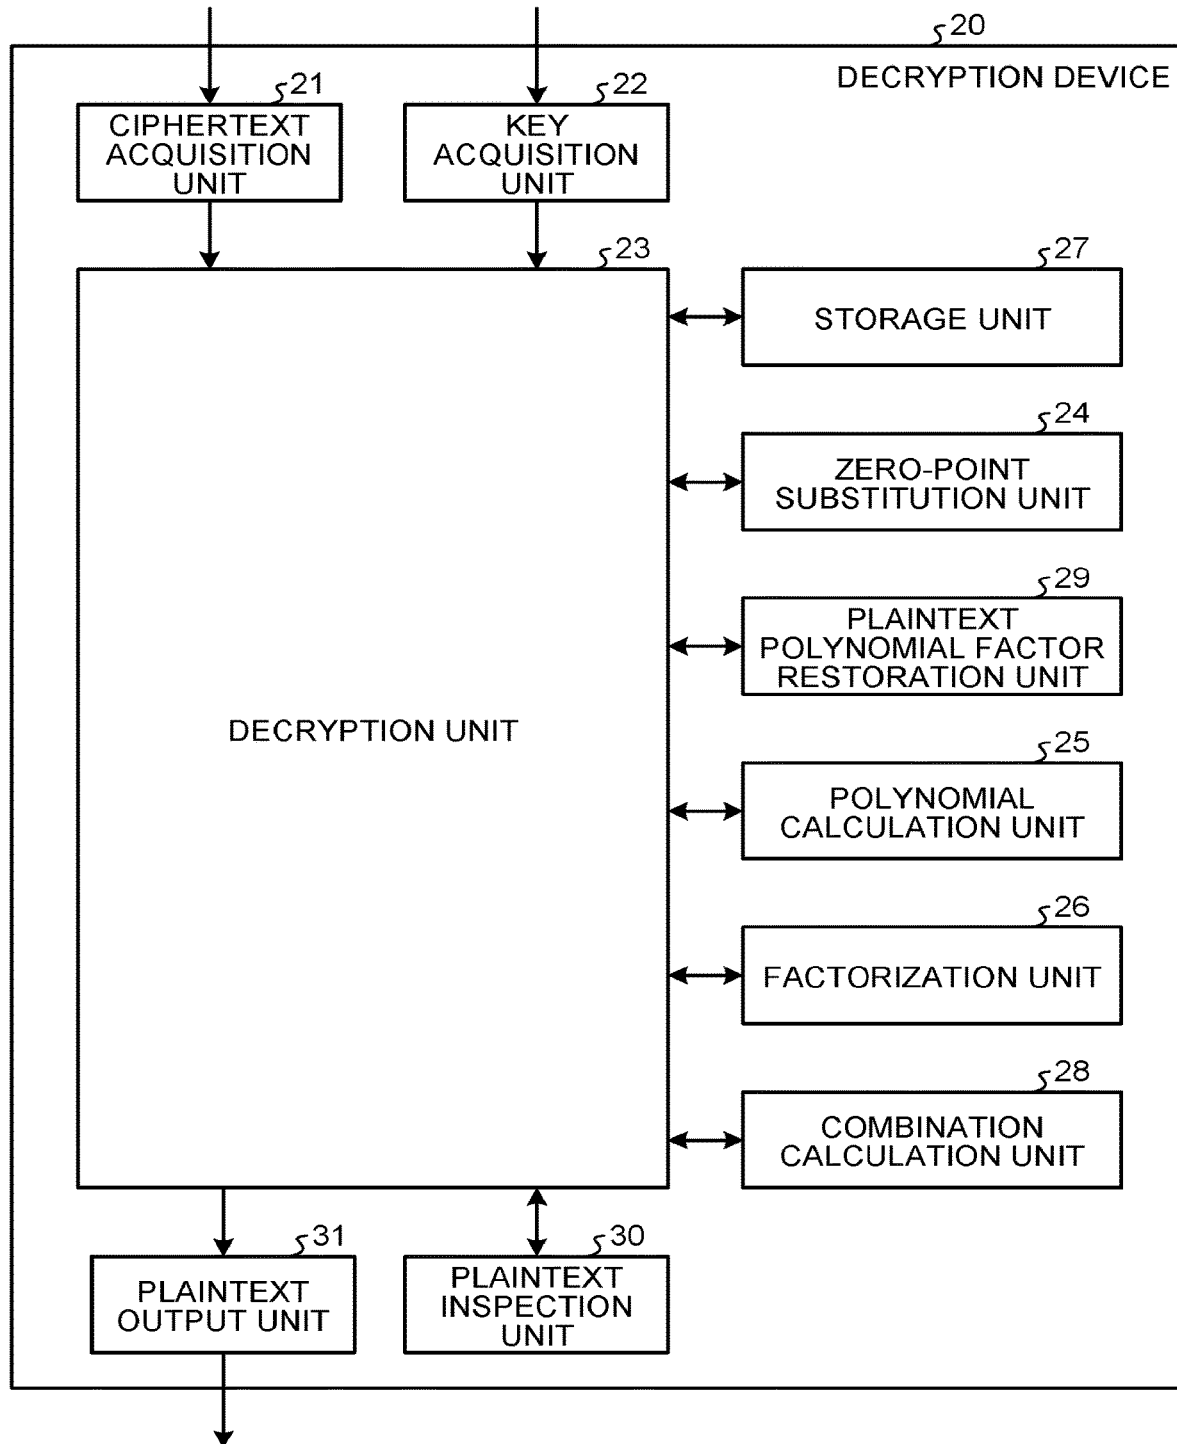 20
DECRYPTION DEVICE
21
CIPHERTEXT
ACQUISITION
UNIT
22
KEY
ACQUISITION
UNIT
23
DECRYPTION UNIT
27
STORAGE UNIT
24
ZERO-POINT
SUBSTITUTION UNIT
29
PLAINTEXT
POLYNOMIAL FACTOR
RESTORATION UNIT
25
POLYNOMIAL
CALCULATION UNIT
26
FACTORIZATION UNIT
28
COMBINATION
CALCULATION UNIT
31
PLAINTEXT
OUTPUT UNIT
30
PLAINTEXT
INSPECTION
UNIT